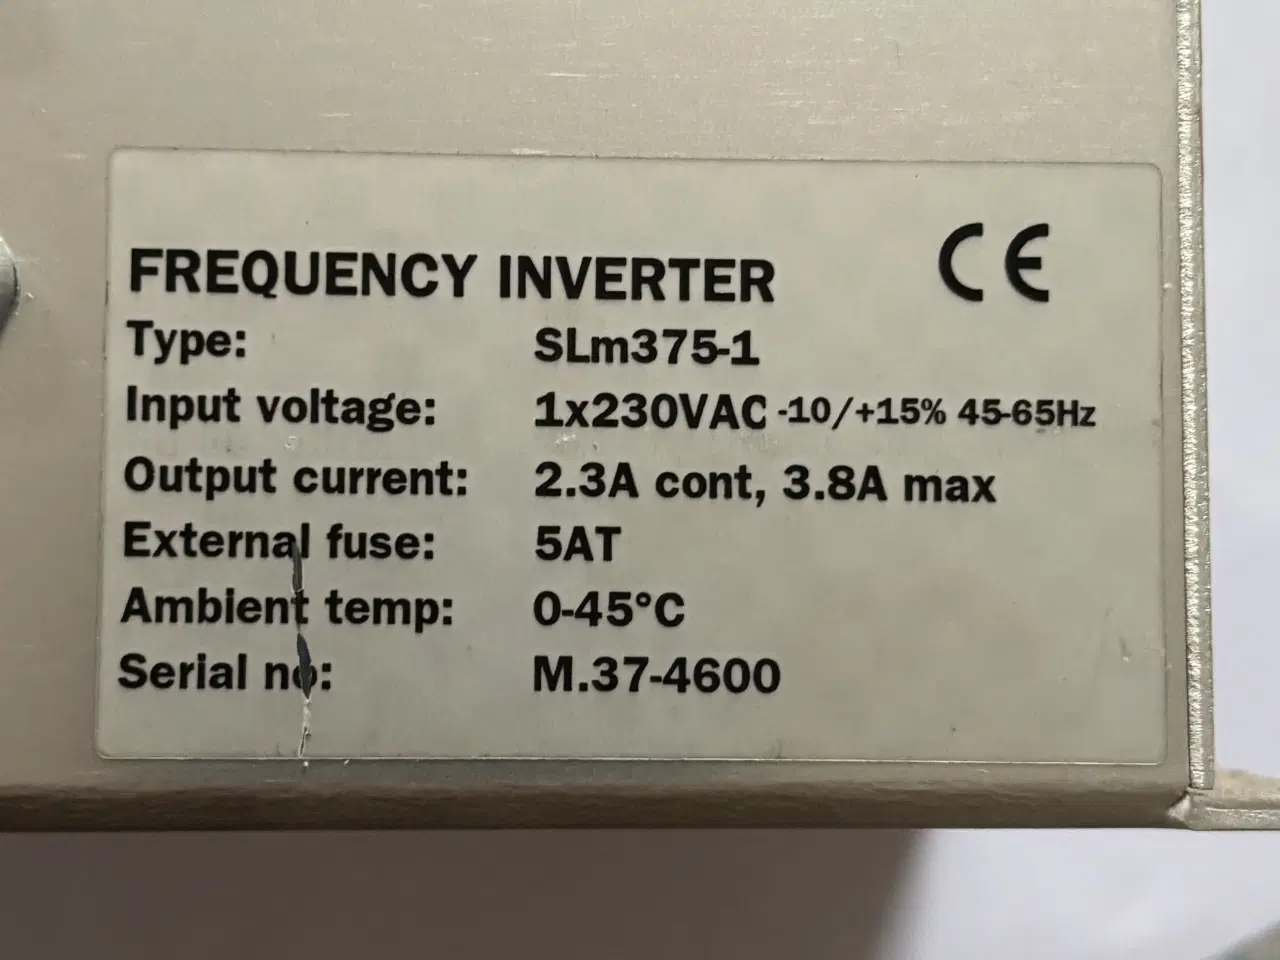 FREQUENCY INVERTER CE
Type: SLm375-1
Input voltage: 1x230VAC -10/+15% 45-65Hz
Output current: 2.3A cont, 3.8A max
External fuse: 5AT
Ambient temp: 0-45°C
Serial no: M.37-4600